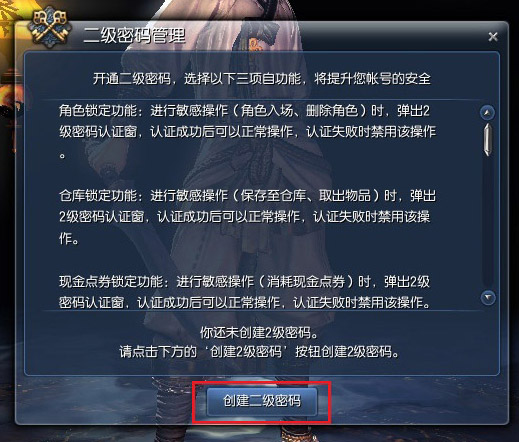 二级密码管理
开通二级密码，选择以下三项自功能，将提升您帐号的安全
角色锁定功能：进行敏感操作（角色入场、删除角色）时，弹出2
级密码认证窗，认证成功后可以正常操作，认证失败时禁用该操作
。
仓库锁定功能：进行敏感操作（保存至仓库、取出物品）时，弹出
2级密码认证窗，认证成功后可以正常操作，认证失败时禁用该操
作。
现金点券锁定功能：进行敏感操作（消耗现金点券）时，弹出2级
密码认证窗，认证成功后可以正常操作，认证失败时禁用该操作。
你还未创建2级密码。
请点击下方的‘创建2级密码’按钮创建2级密码。
创建二级密码